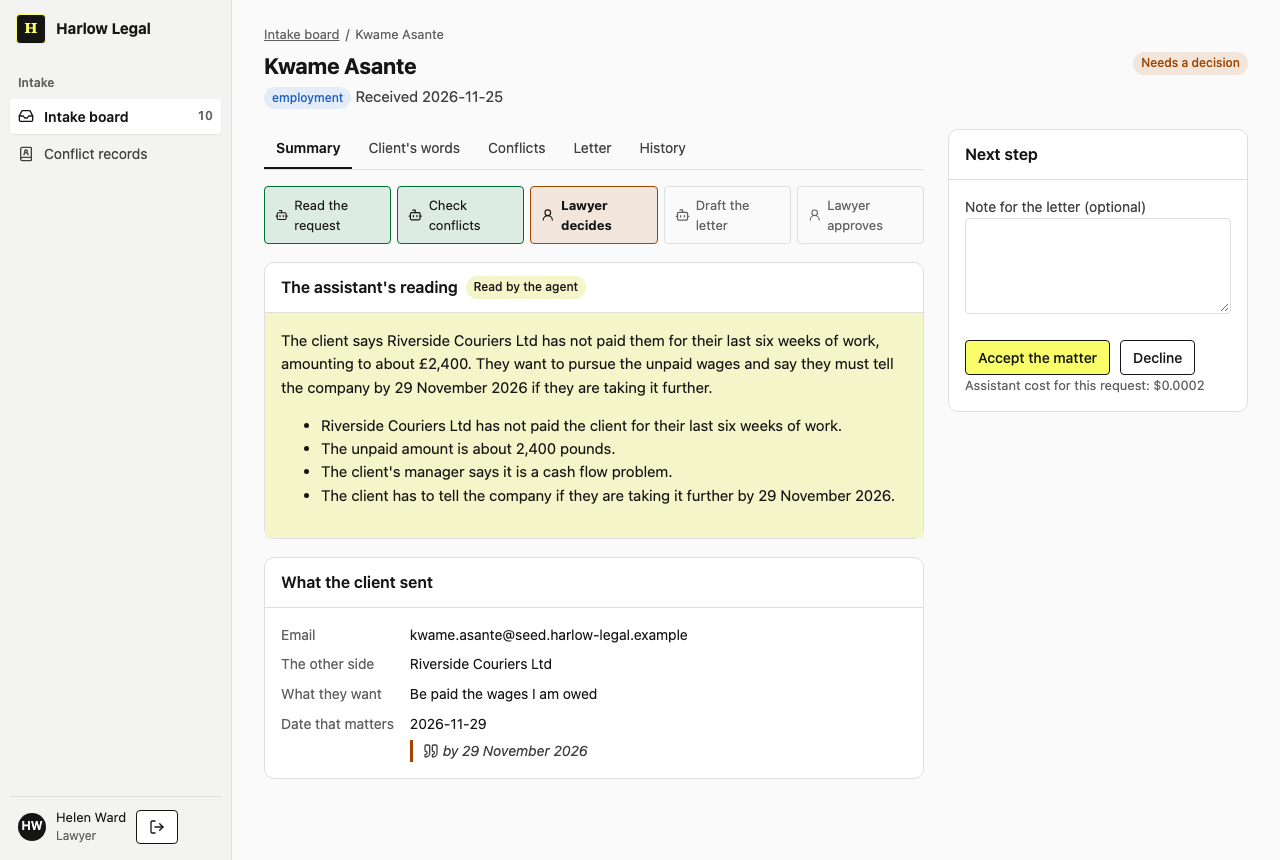 H Harlow Legal
Intake
Intake board 10
Conflict records
HW Helen Ward
Lawyer
Intake board / Kwame Asante
Kwame Asante
Needs a decision
employment Received 2026-11-25
Summary Client's words Conflicts Letter History
Read the request
Check conflicts
Lawyer decides
Draft the letter
Lawyer approves
The assistant's reading Read by the agent
The client says Riverside Couriers Ltd has not paid them for their last six weeks of work,
amounting to about £2,400. They want to pursue the unpaid wages and say they must tell
the company by 29 November 2026 if they are taking it further.
• Riverside Couriers Ltd has not paid the client for their last six weeks of work.
• The unpaid amount is about 2,400 pounds.
• The client's manager says it is a cash flow problem.
• The client has to tell the company if they are taking it further by 29 November 2026.
What the client sent
Email kwame.asante@seed.harlow-legal.example
The other side Riverside Couriers Ltd
What they want Be paid the wages I am owed
Date that matters 2026-11-29
by 29 November 2026
Next step
Note for the letter (optional)
Accept the matter Decline
Assistant cost for this request: $0.0002